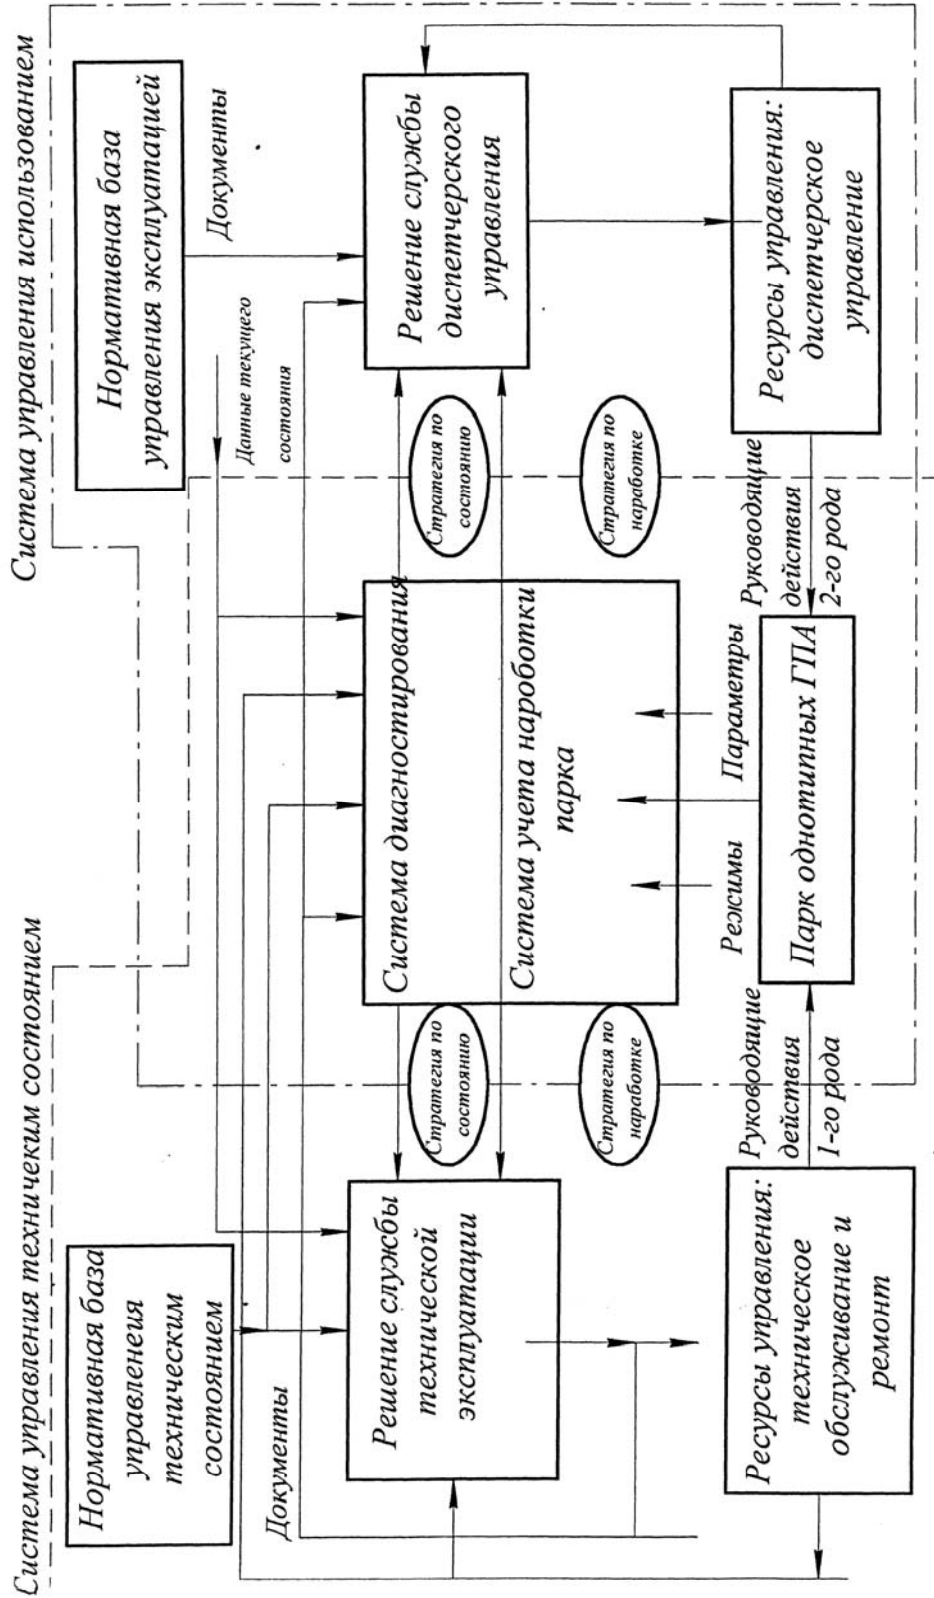 Система управления техничеким состоянием
Система управления использованием
Нормативная база
управленеия
техническим
состоянием
Нормативная база
управления эксплуатацией
Документы
Документы
Данные текущего
состояния
Решение службы
технической
эксплуатации
Стратегия по
состоянию
Стратегия по
наработке
Система диагностирования
Система учета нароботки
парка
Стратегия по
состоянию
Стратегия по
наработке
Решение службы
диспетчерского
управления
Режимы
Параметры
Ресурсы управления:
техническое
обслуживание и
ремонт
Руководящие
действия
1-го рода
Парк однотипных ГПА
Руководящие
действия
2-го рода
Ресурсы управления:
диспетчерское
управление